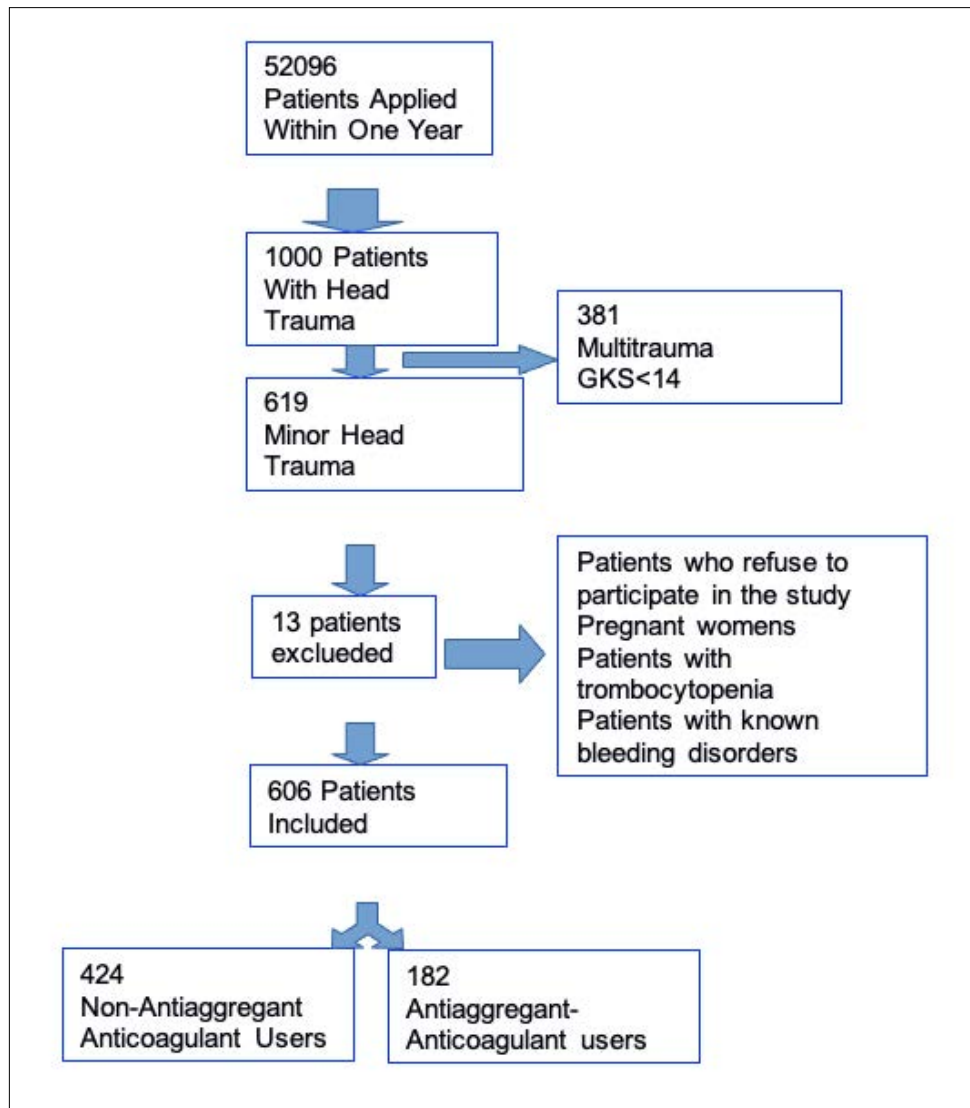 52096
Patients Applied
Within One Year
1000 Patients
With Head
Trauma
381
Multitrauma
GKS<14
619
Minor Head
Trauma
13 patients
exclueded
Patients who refuse to
participate in the study
Pregnant womens
Patients with
trombocytopenia
Patients with known
bleeding disorders
606 Patients
Included
424
Non-Antiaggregant
Anticoagulant Users
182
Antiaggregant-
Anticoagulant users